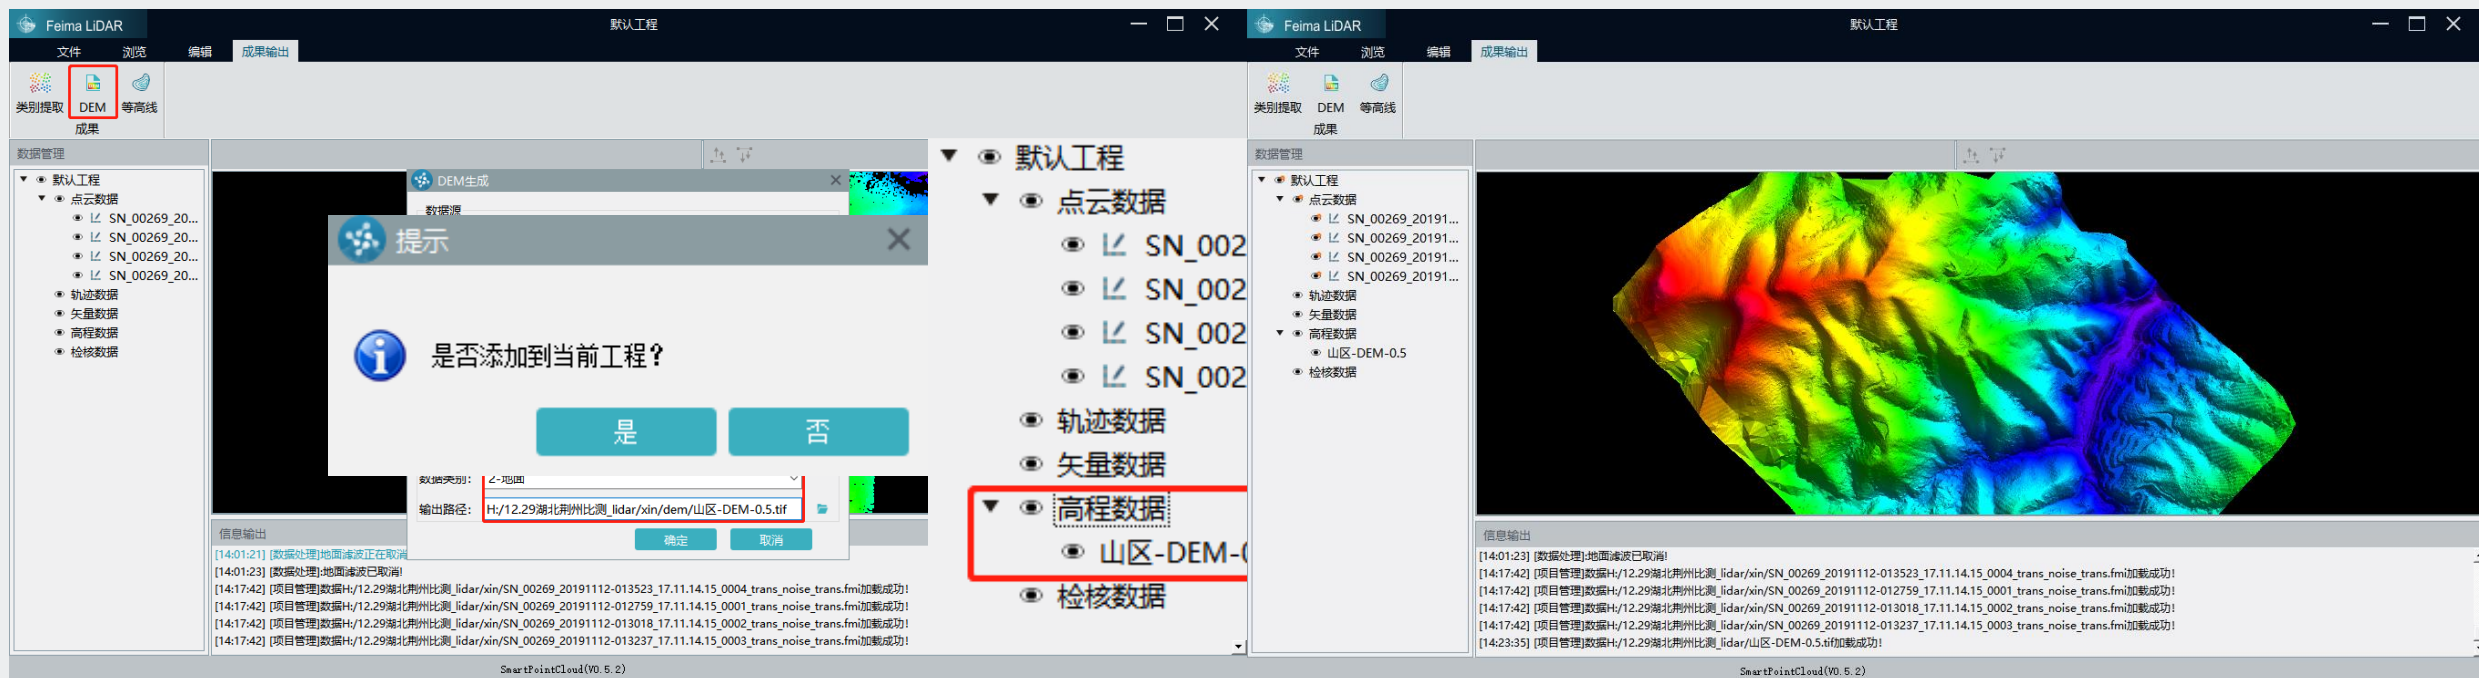 Feima LiDAR
默认工程
文件 浏览 编辑 成果输出
类别提取 DEM 等高线
成果
数据管理
默认工程
点云数据
SN_00269_20...
SN_00269_20...
SN_00269_20...
SN_00269_20...
轨迹数据
矢量数据
高程数据
检核数据
DEM生成
数据源
提示
是否添加到当前工程?
是 否
数据类别: 2-地面
输出路径: H:/12.29湖北荆州比测_lidar/xin/dem/山区-DEM-0.5.tif
确定 取消
信息输出
[14:01:21] [数据处理]地面滤波正在取消
[14:01:23] [数据处理]:地面滤波已取消!
[14:17:42] [项目管理]数据H:/12.29湖北荆州比测_lidar/xin/SN_00269_20191112-013523_17.11.14.15_0004_trans_noise_trans.fmi加载成功!
[14:17:42] [项目管理]数据H:/12.29湖北荆州比测_lidar/xin/SN_00269_20191112-012759_17.11.14.15_0001_trans_noise_trans.fmi加载成功!
[14:17:42] [项目管理]数据H:/12.29湖北荆州比测_lidar/xin/SN_00269_20191112-013018_17.11.14.15_0002_trans_noise_trans.fmi加载成功!
[14:17:42] [项目管理]数据H:/12.29湖北荆州比测_lidar/xin/SN_00269_20191112-013237_17.11.14.15_0003_trans_noise_trans.fmi加载成功!
SmartPointCloud(V0.5.2)
默认工程
点云数据
SN_002
SN_002
SN_002
SN_002
轨迹数据
矢量数据
高程数据
山区-DEM-0
检核数据
Feima LiDAR
默认工程
文件 浏览 编辑 成果输出
类别提取 DEM 等高线
成果
数据管理
默认工程
点云数据
SN_00269_20191...
SN_00269_20191...
SN_00269_20191...
SN_00269_20191...
轨迹数据
矢量数据
高程数据
山区-DEM-0.5
检核数据
信息输出
[14:01:23] [数据处理]:地面滤波已取消!
[14:17:42] [项目管理]数据H:/12.29湖北荆州比测_lidar/xin/SN_00269_20191112-013523_17.11.14.15_0004_trans_noise_trans.fmi加载成功!
[14:17:42] [项目管理]数据H:/12.29湖北荆州比测_lidar/xin/SN_00269_20191112-012759_17.11.14.15_0001_trans_noise_trans.fmi加载成功!
[14:17:42] [项目管理]数据H:/12.29湖北荆州比测_lidar/xin/SN_00269_20191112-013018_17.11.14.15_0002_trans_noise_trans.fmi加载成功!
[14:17:42] [项目管理]数据H:/12.29湖北荆州比测_lidar/xin/SN_00269_20191112-013237_17.11.14.15_0003_trans_noise_trans.fmi加载成功!
[14:23:35] [项目管理]数据H:/12.29湖北荆州比测_lidar/山区-DEM-0.5.tif加载成功!
SmartPointCloud(V0.5.2)